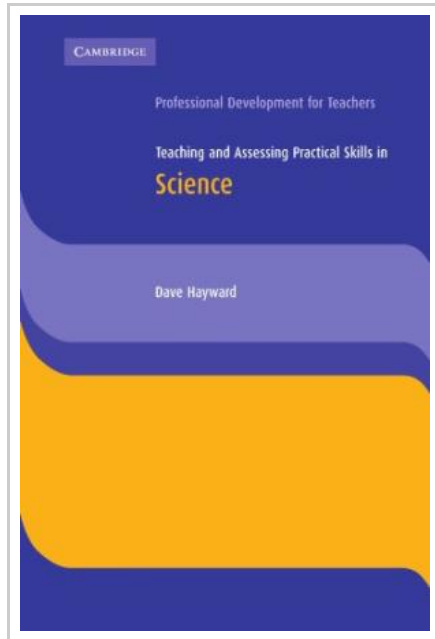 CAMBRIDGE
Professional Development for Teachers
Teaching and Assessing Practical Skills in
Science
Dave Hayward